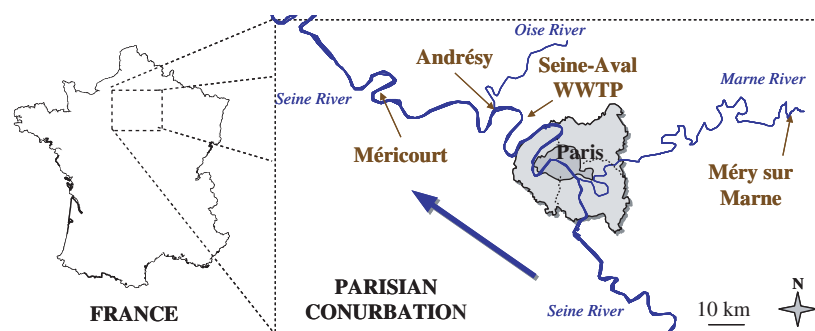 Oise River
Andrésy
Seine-Aval
WWTP
Marne River
Seine River
Paris
Méricourt
Méry sur
Marne
PARISIAN
CONURBATION
FRANCE
Seine River
10 km
N